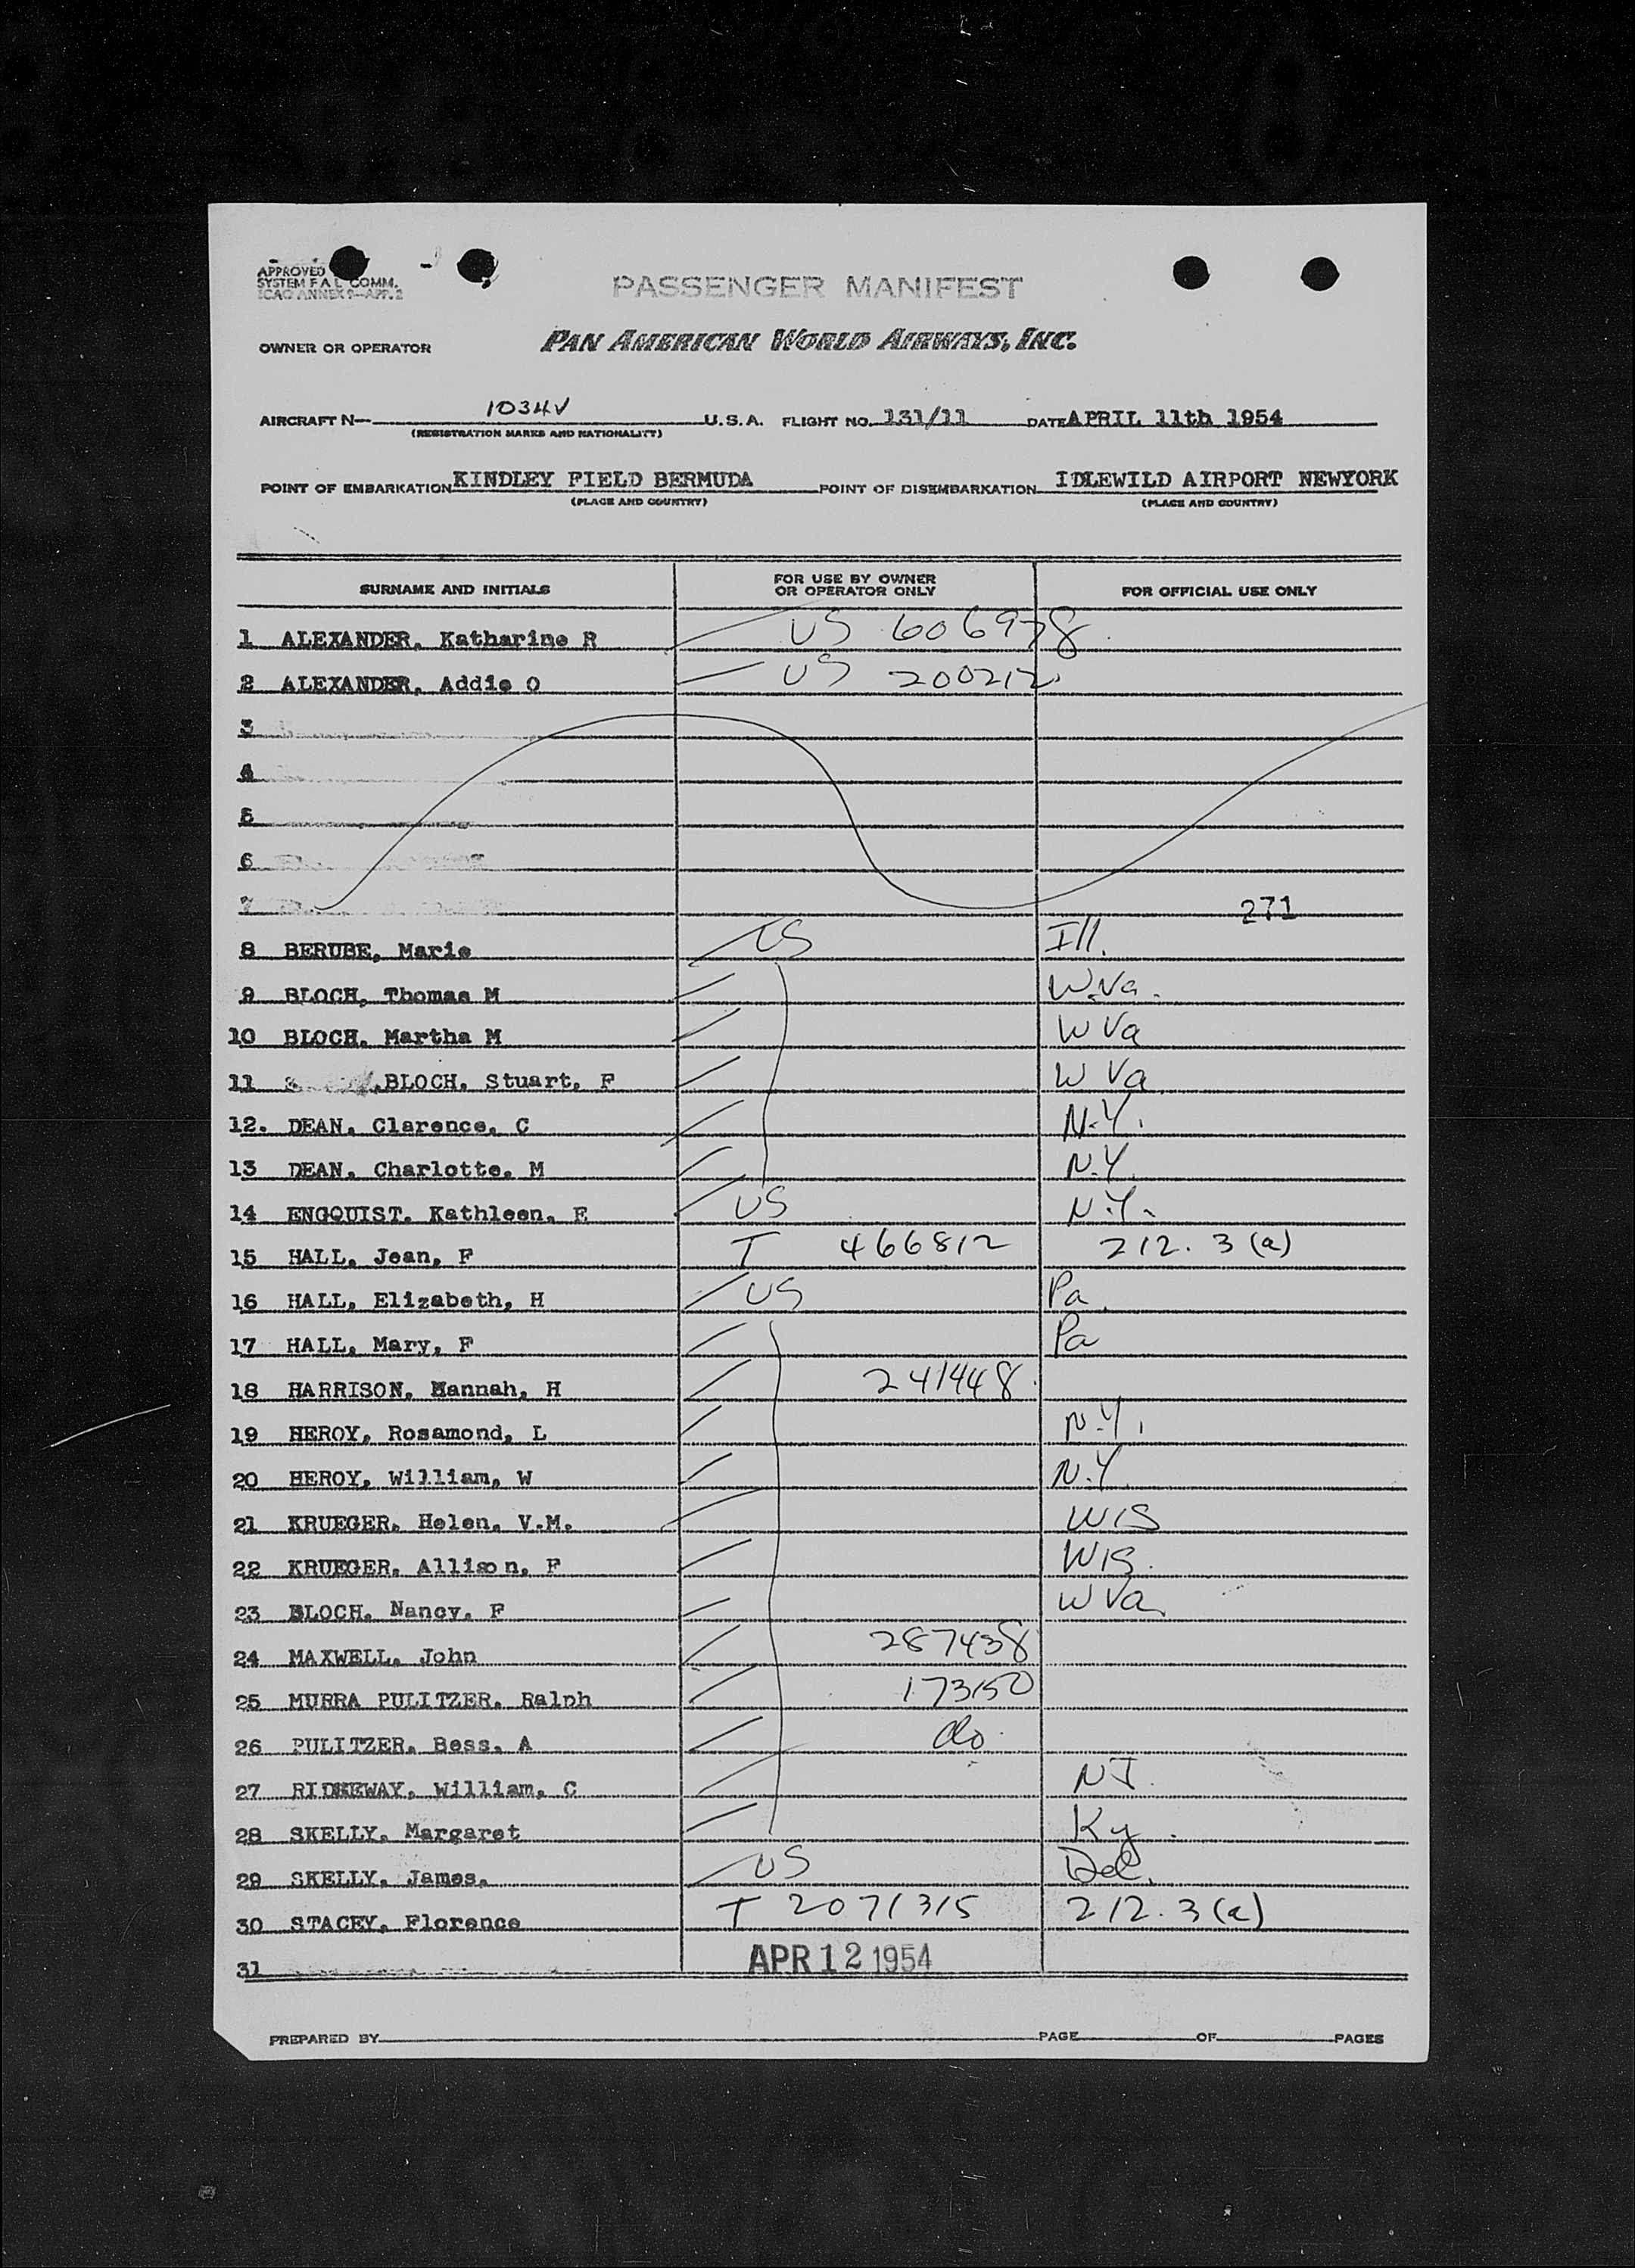 APPROVED
SYSTEM F A L COMM.
ICAO ANNEX 9—APP. 2
PASSENGER MANIFEST
OWNER OR OPERATOR PAN AMERICAN WORLD AIRWAYS, INC.
AIRCRAFT N— 1034V U.S.A. FLIGHT NO. 131/11 DATE APRIL 11th 1954
(REGISTRATION MARKS AND NATIONALITY)
POINT OF EMBARKATION KINDLEY FIELD BERMUDA POINT OF DISEMBARKATION IDLEWILD AIRPORT NEWYORK
(PLACE AND COUNTRY) (PLACE AND COUNTRY)
SURNAME AND INITIALS FOR USE BY OWNER OR OPERATOR ONLY FOR OFFICIAL USE ONLY
1 ALEXANDER, Katharine R US 606978
2 ALEXANDER, Addie O US 200212
3
4
5
6
7 271
8 BERUBE, Marie US Ill.
9 BLOCH, Thomas M W.Va.
10 BLOCH, Martha M W Va
11 BLOCH, Stuart, F W Va
12. DEAN, Clarence, C N.Y.
13 DEAN, Charlotte, M N.Y.
14 ENGQUIST, Kathleen, E US N.Y.
15 HALL, Jean, F T 466812 212.3(a)
16 HALL, Elizabeth, H US Pa.
17 HALL, Mary, F Pa
18 HARRISON, Hannah, H 241448
19 HEROY, Rosamond, L N.Y.
20 HEROY, William, W N.Y.
21 KRUEGER, Helen, V.M. WIS
22 KRUEGER, Allison, F WIS.
23 BLOCH, Nancy, F W Va.
24 MAXWELL, John 287438
25 MURRA PULITZER, Ralph 173150
26 PULITZER, Bess, A do
27 RIDGEWAY, William, C NJ.
28 SKELLY, Margaret Ky.
29 SKELLY, James, US Del.
30 STACEY, Florence T 2071315 212.3(a)
31 APR 12 1954
PREPARED BY PAGE OF PAGES